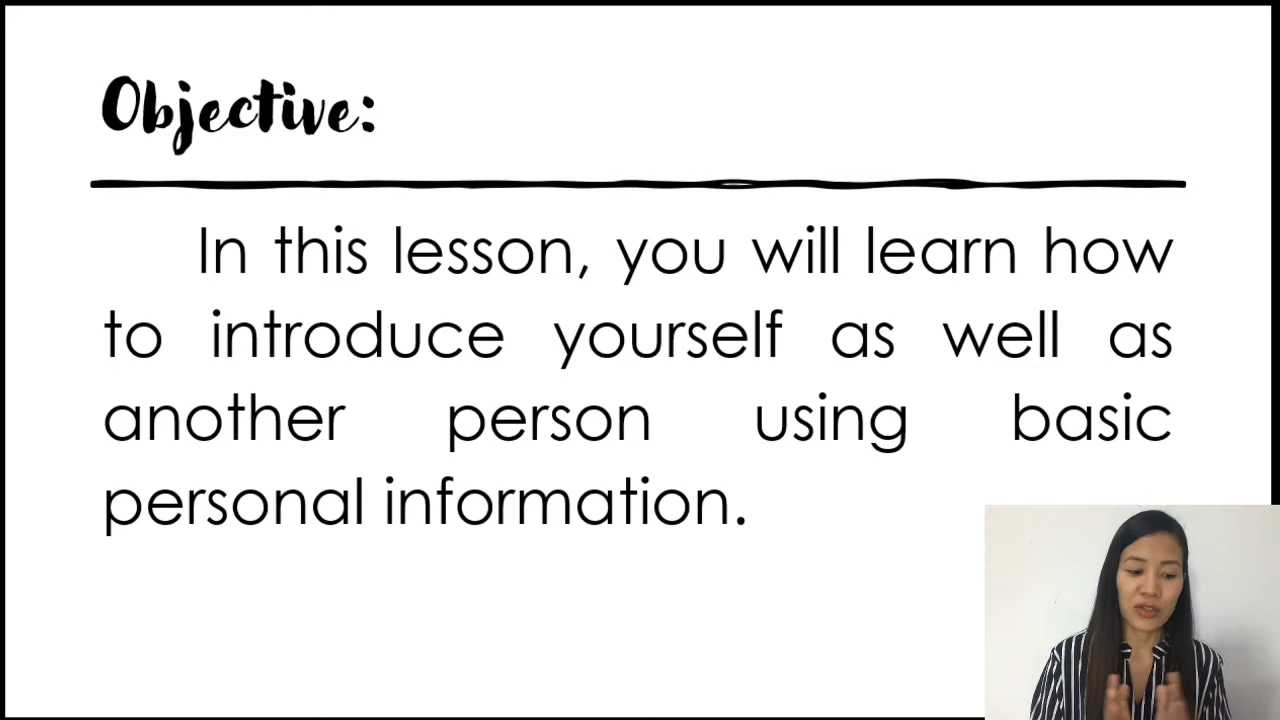 Objective:
In this lesson, you will learn how
to introduce yourself as well as
another person using basic
personal information.